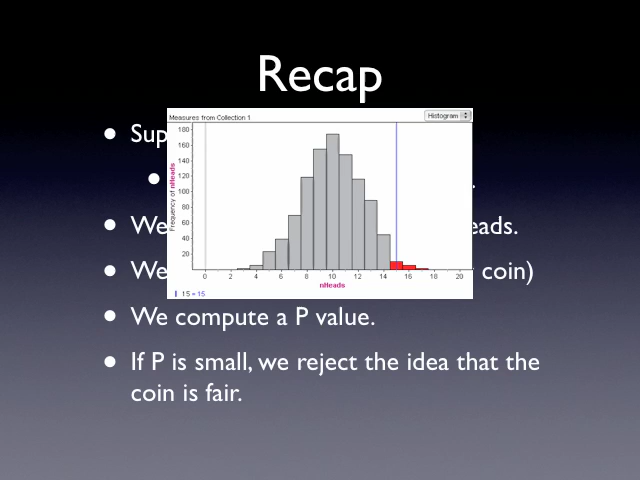 Recap
Measures from Collection 1
Histogram
• Sup
180
160
140
120
100
80
60
40
20
Frequency of nHeads
• .
• We eads.
• We coin)
0 2 4 6 8 10 12 14 16 18 20
nHeads
15 = 15
• We compute a P value.
• If P is small, we reject the idea that the
coin is fair.